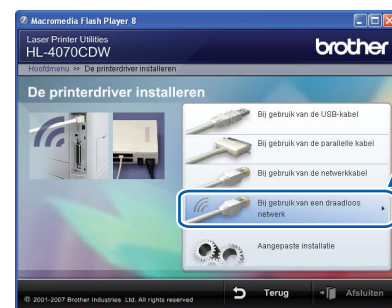 Macromedia Flash Player 8
Laser Printer Utilities
HL-4070CDW
brother
Hoofdmenu >> De printerdriver installeren
De printerdriver installeren
Bij gebruik van de USB-kabel
Bij gebruik van de parallelle kabel
Bij gebruik van de netwerkkabel
Bij gebruik van een draadloos
netwerk
Aangepaste installatie
© 2001-2007 Brother Industries Ltd. All rights reserved
Terug
Afsluiten